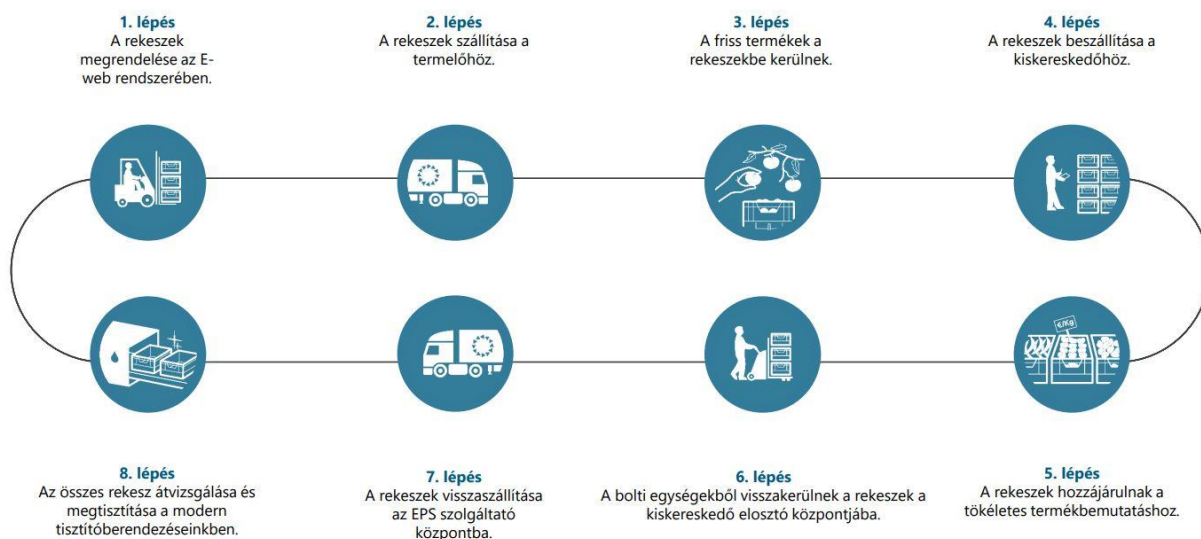 1. lépés
A rekeszek
megrendelése az E-
web rendszerében.
2. lépés
A rekeszek szállítása a
termelőhöz.
3. lépés
A friss termékek a
rekeszekbe kerülnek.
4. lépés
A rekeszek beszállítása a
kiskereskedőhöz.
€/Kg
8. lépés
Az összes rekesz átvizsgálása és
megtisztítása a modern
tisztítóberendezéseinkben.
7. lépés
A rekeszek visszaszállítása
az EPS szolgáltató
központba.
6. lépés
A bolti egységekből visszakerülnek a rekeszek a
kiskereskedő elosztó központjába.
5. lépés
A rekeszek hozzájárulnak a
tökéletes termékbemutatáshoz.